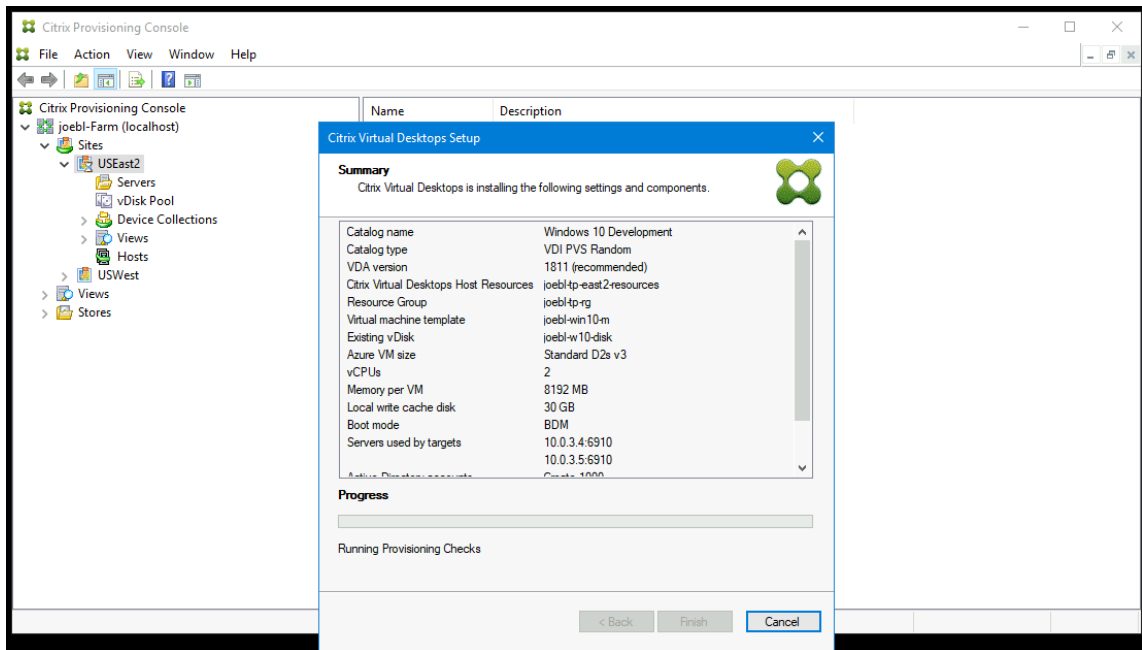 Citrix Provisioning Console
File Action View Window Help
Citrix Provisioning Console
joebl-Farm (localhost)
Sites
USEast2
Servers
vDisk Pool
Device Collections
Views
Hosts
USWest
Views
Stores
Name Description
Citrix Virtual Desktops Setup
Summary
Citrix Virtual Desktops is installing the following settings and components.
Catalog name Windows 10 Development
Catalog type VDI PVS Random
VDA version 1811 (recommended)
Citrix Virtual Desktops Host Resources joebl-tp-east2-resources
Resource Group joebl-tp-rg
Virtual machine template joebl-win10-m
Existing vDisk joebl-w10-disk
Azure VM size Standard D2s v3
vCPUs 2
Memory per VM 8192 MB
Local write cache disk 30 GB
Boot mode BDM
Servers used by targets 10.0.3.4:6910
10.0.3.5:6910
Active Directory accounts Create 1000
Progress
Running Provisioning Checks
< Back Finish Cancel